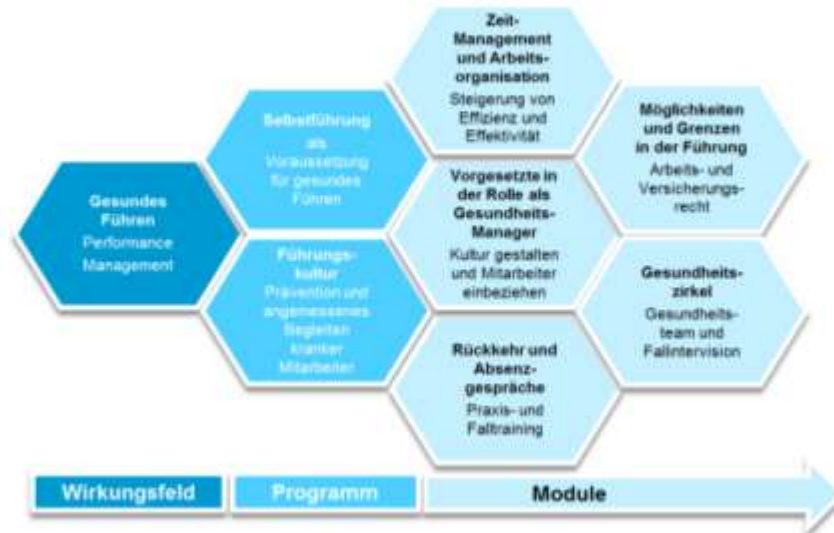 Gesundes
Führen
Performance
Management
Selbstführung
als
Voraussetzung
für gesundes
Führen
Führungs-
kultur
Prävention und
angemessenes
Begleiten
kranker
Mitarbeiter
Zeit-
Management
und Arbeits-
organisation
Steigerung von
Effizienz und
Effektivität
Vorgesetzte in
der Rolle als
Gesundheits-
Manager
Kultur gestalten
und Mitarbeiter
einbeziehen
Rückkehr und
Absenz-
gespräche
Praxis- und
Falltraining
Möglichkeiten
und Grenzen
in der Führung
Arbeits- und
Versicherungs-
recht
Gesundheits-
zirkel
Gesundheits-
team und
Fallintervision
Wirkungsfeld
Programm
Module